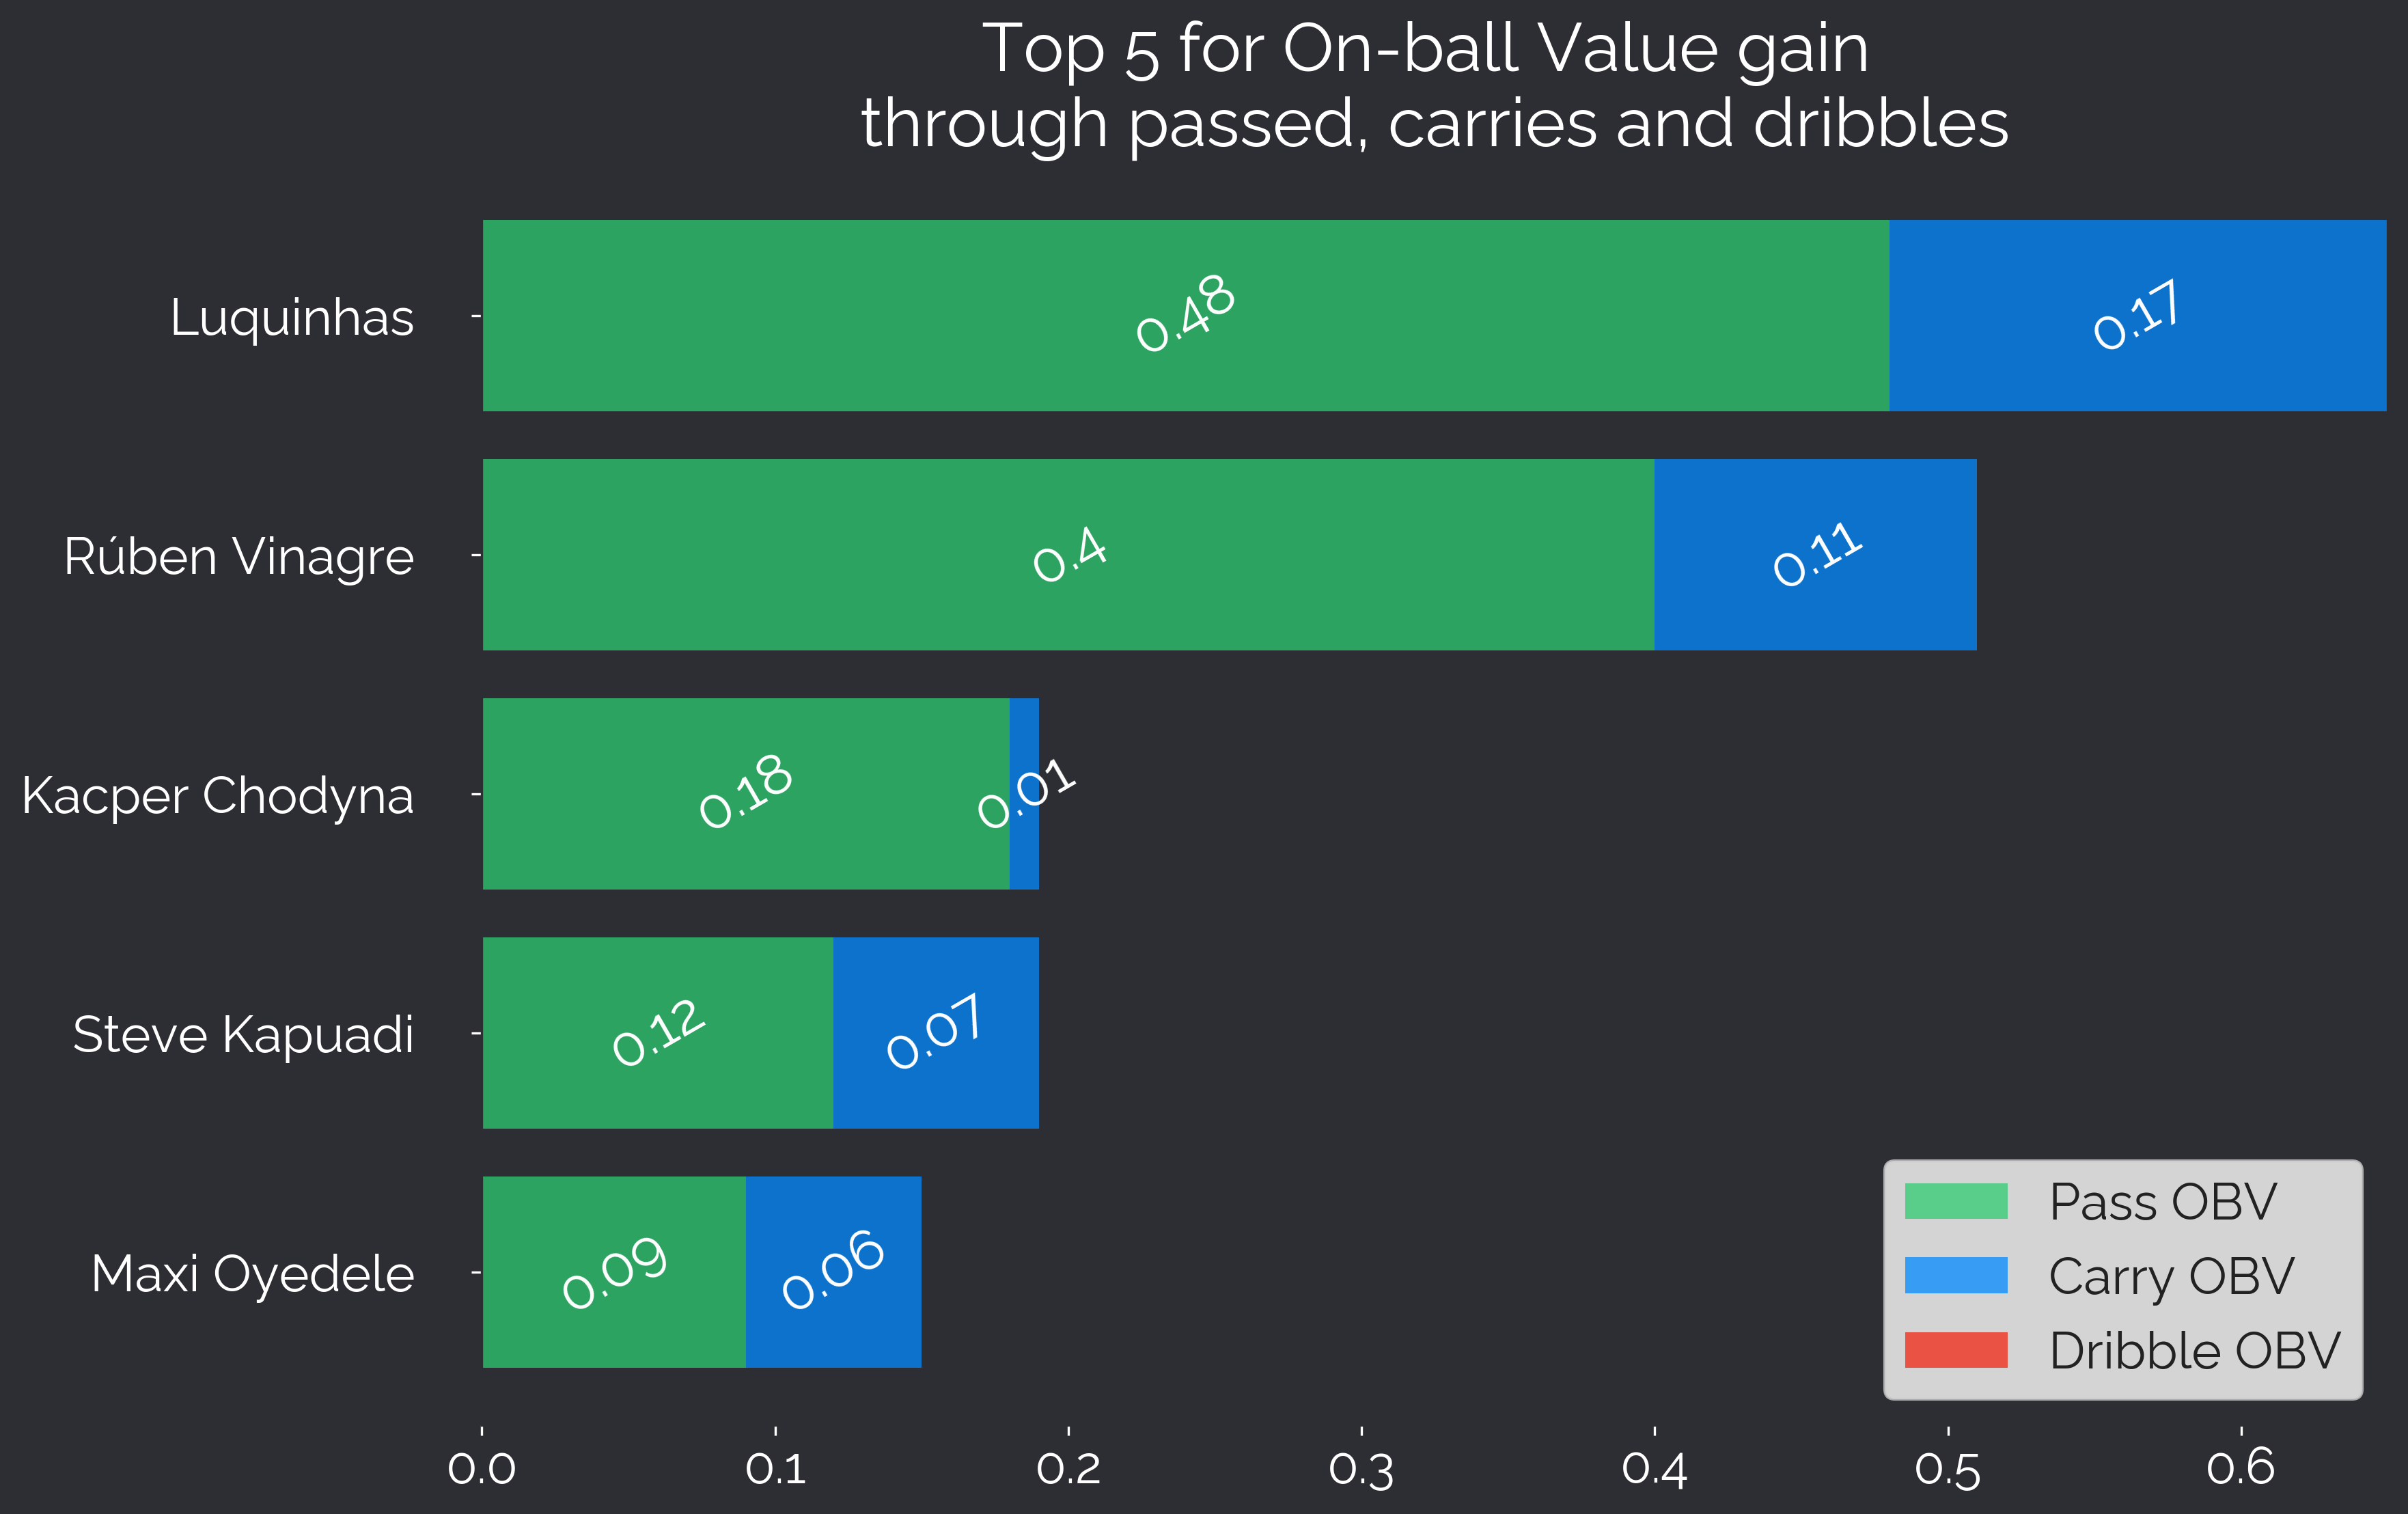 Top 5 for On-ball Value gain
through passed, carries and dribbles
Luquinhas
0.48
0.17
Rúben Vinagre
0.4
0.11
Kacper Chodyna
0.18
0.01
Steve Kapuadi
0.12
0.07
Maxi Oyedele
0.09
0.06
Pass OBV
Carry OBV
Dribble OBV
0.0 0.1 0.2 0.3 0.4 0.5 0.6